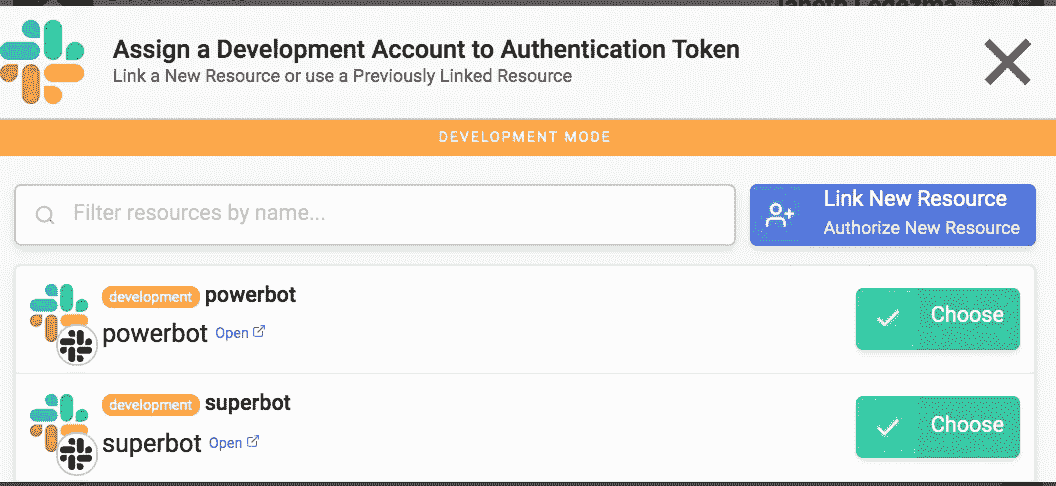 Assign a Development Account to Authentication Token
Link a New Resource or use a Previously Linked Resource
DEVELOPMENT MODE
Filter resources by name...
Link New Resource
Authorize New Resource
development powerbot
powerbot Open
Choose
development superbot
superbot Open
Choose